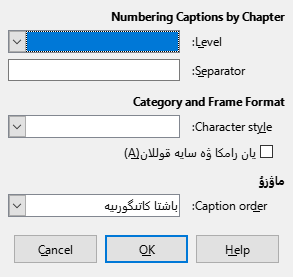 Numbering Captions by Chapter
Level:
Separator:
Category and Frame Format
Character style:
يان رامكا ۋە سايە قوللان(A)
ماۋزۇ
Caption order:
باشتا كاتېگورىيە
Help
OK
Cancel